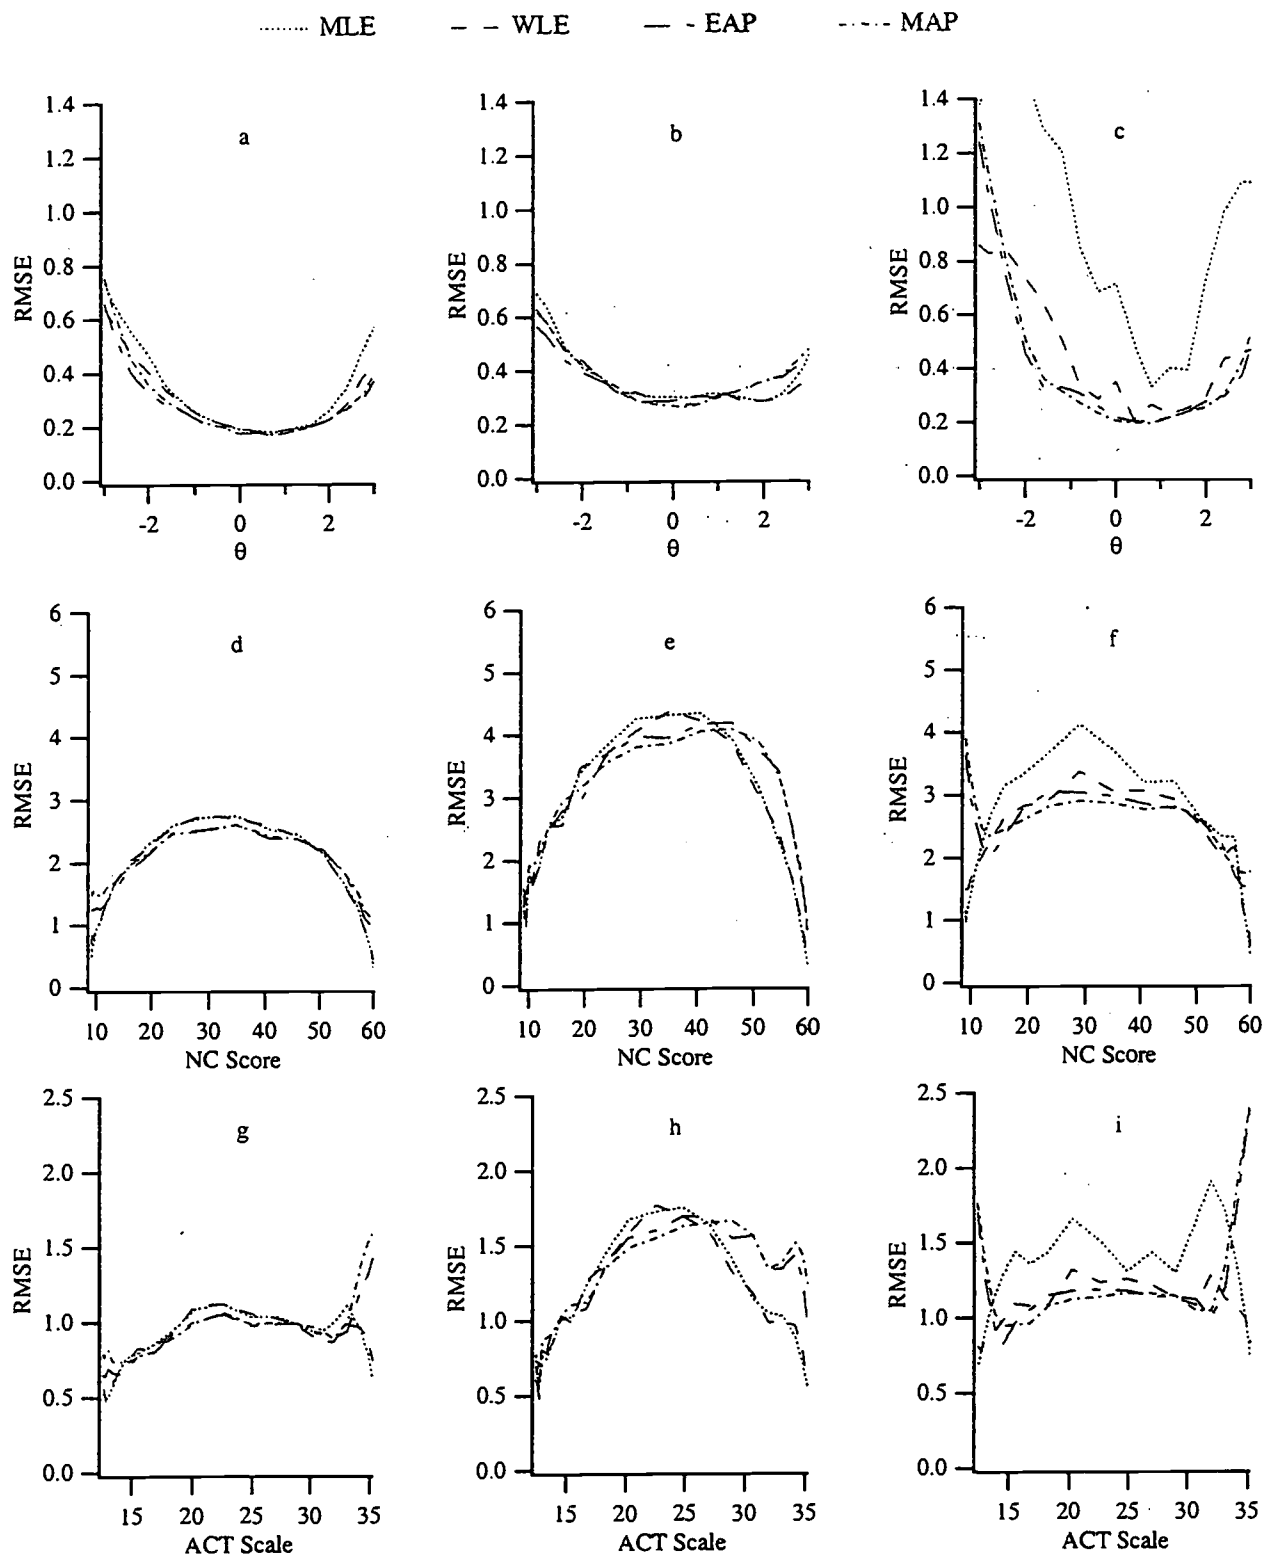 MLE WLE EAP MAP
a
1.4
1.2
1.0
0.8
0.6
0.4
0.2
0.0
RMSE
-2 0 2
θ
b
1.4
1.2
1.0
0.8
0.6
0.4
0.2
0.0
RMSE
-2 0 2
θ
c
1.4
1.2
1.0
0.8
0.6
0.4
0.2
0.0
RMSE
-2 0 2
θ
d
6
5
4
3
2
1
0
RMSE
10 20 30 40 50 60
NC Score
e
6
5
4
3
2
1
0
RMSE
10 20 30 40 50 60
NC Score
f
6
5
4
3
2
1
0
RMSE
10 20 30 40 50 60
NC Score
g
2.5
2.0
1.5
1.0
0.5
0.0
RMSE
15 20 25 30 35
ACT Scale
h
2.5
2.0
1.5
1.0
0.5
0.0
RMSE
15 20 25 30 35
ACT Scale
i
2.5
2.0
1.5
1.0
0.5
0.0
RMSE
15 20 25 30 35
ACT Scale